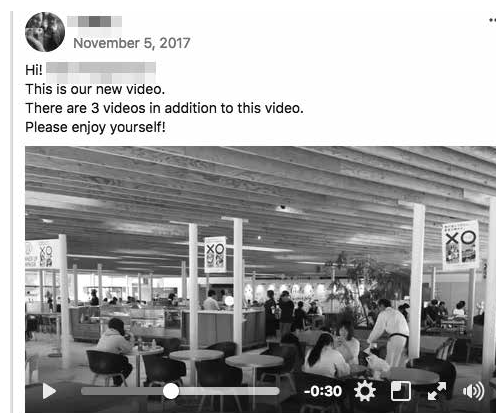 November 5, 2017
Hi!
This is our new video.
There are 3 videos in addition to this video.
Please enjoy yourself!
XO
XO
XO
-0:30